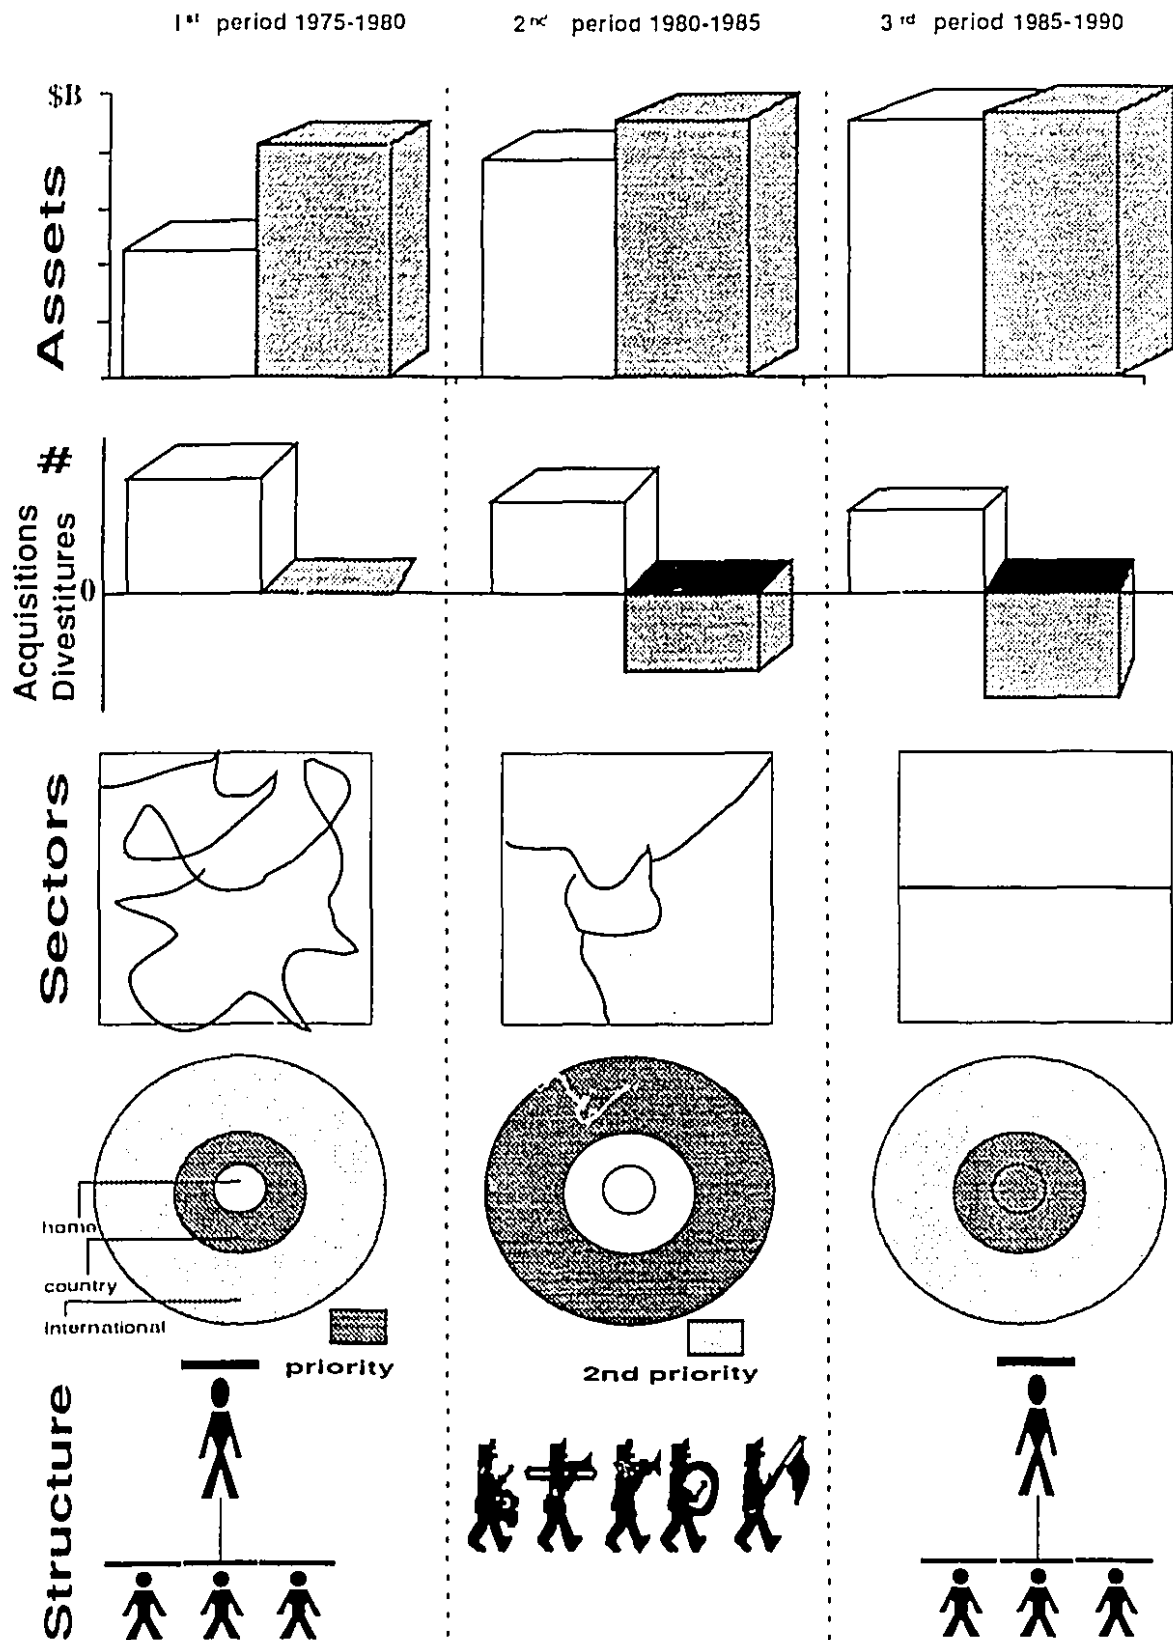 1st period 1975-1980
2nd period 1980-1985
3rd period 1985-1990
$B
Assets
#
Acquisitions
Divestitures
0
Sectors
home
country
International
priority
2nd priority
Structure